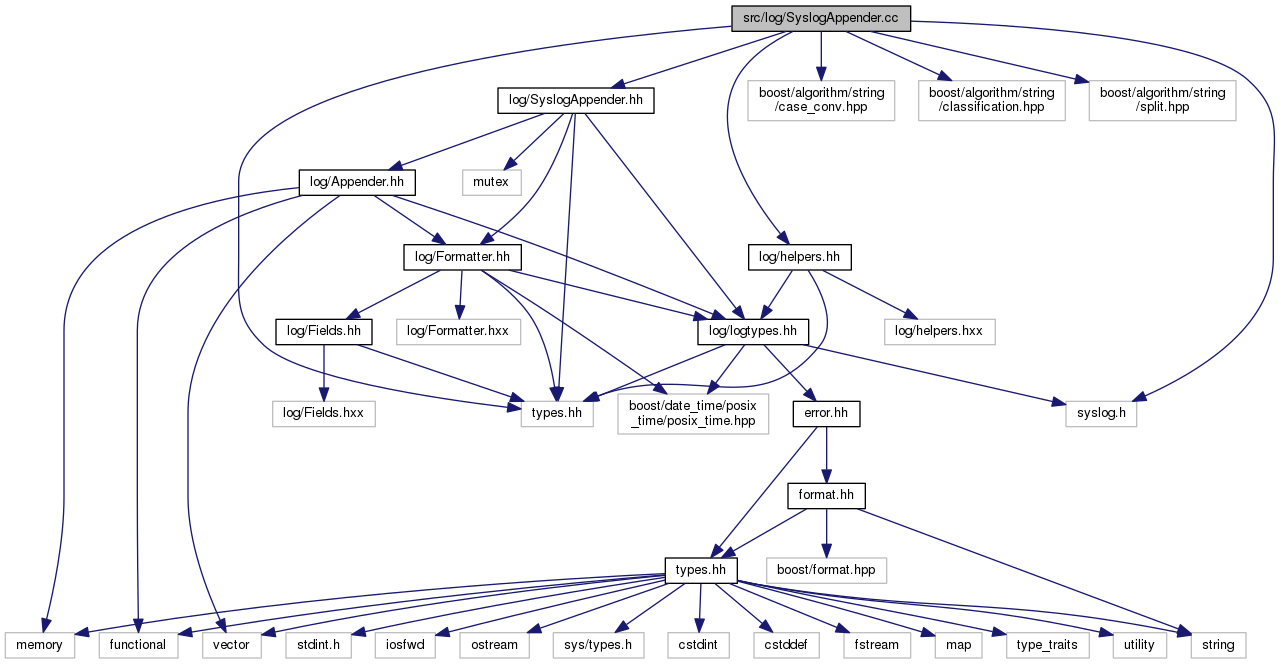 src/log/SyslogAppender.cc
log/SyslogAppender.hh
boost/algorithm/string
/case_conv.hpp
boost/algorithm/string
/classification.hpp
boost/algorithm/string
/split.hpp
log/Appender.hh
mutex
log/Formatter.hh
log/helpers.hh
log/Fields.hh
log/Formatter.hxx
log/logtypes.hh
log/helpers.hxx
log/Fields.hxx
types.hh
boost/date_time/posix
_time/posix_time.hpp
error.hh
syslog.h
format.hh
types.hh
boost/format.hpp
memory
functional
vector
stdint.h
iosfwd
ostream
sys/types.h
cstdint
cstddef
fstream
map
type_traits
utility
string